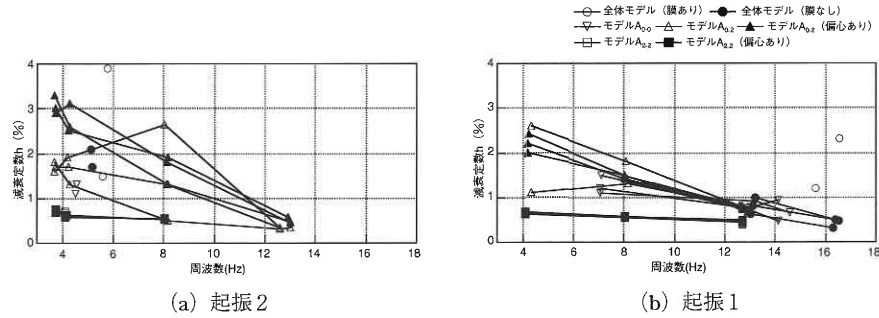 全体モデル（膜あり） 全体モデル（膜なし）
モデルA0-0 モデルA0-2 モデルA0-2（偏心あり）
モデルA2-2 モデルA2-2（偏心あり）
減衰定数h（%）
4
3
2
1
0
4 6 8 10 12 14 16 18
周波数(Hz)
(a) 起振2
減衰定数h（%）
4
3
2
1
0
4 6 8 10 12 14 16 18
周波数(Hz)
(b) 起振1